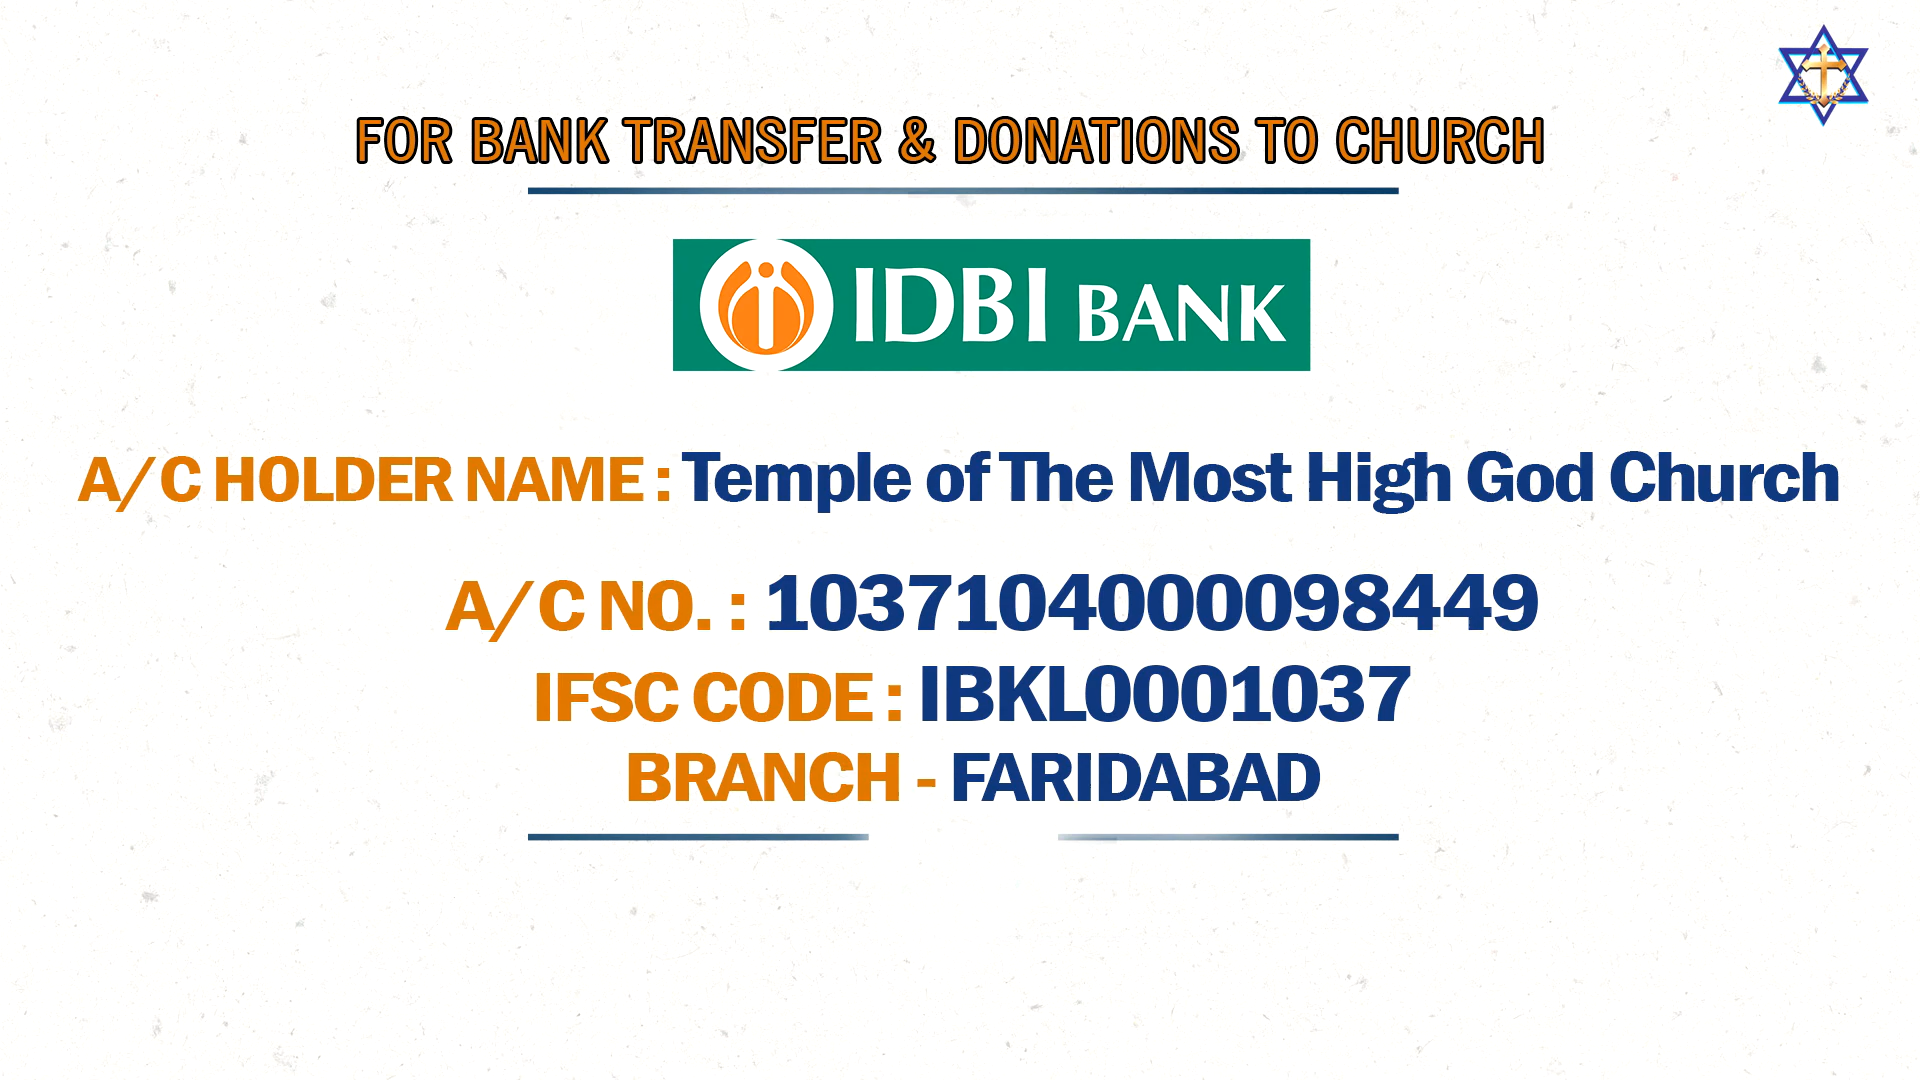 FOR BANK TRANSFER & DONATIONS TO CHURCH
IDBI BANK
A/C HOLDER NAME : Temple of The Most High God Church
A/C NO. : 1037104000098449
IFSC CODE : IBKL0001037
BRANCH - FARIDABAD